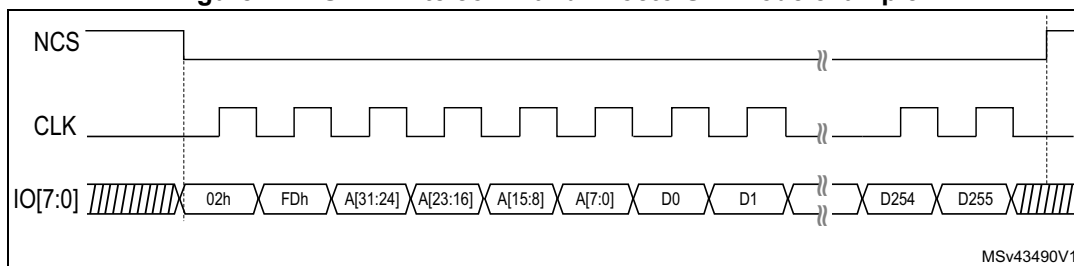 NCS
CLK
IO[7:0] 02h FDh A[31:24] A[23:16] A[15:8] A[7:0] D0 D1 D254 D255
MSv43490V1